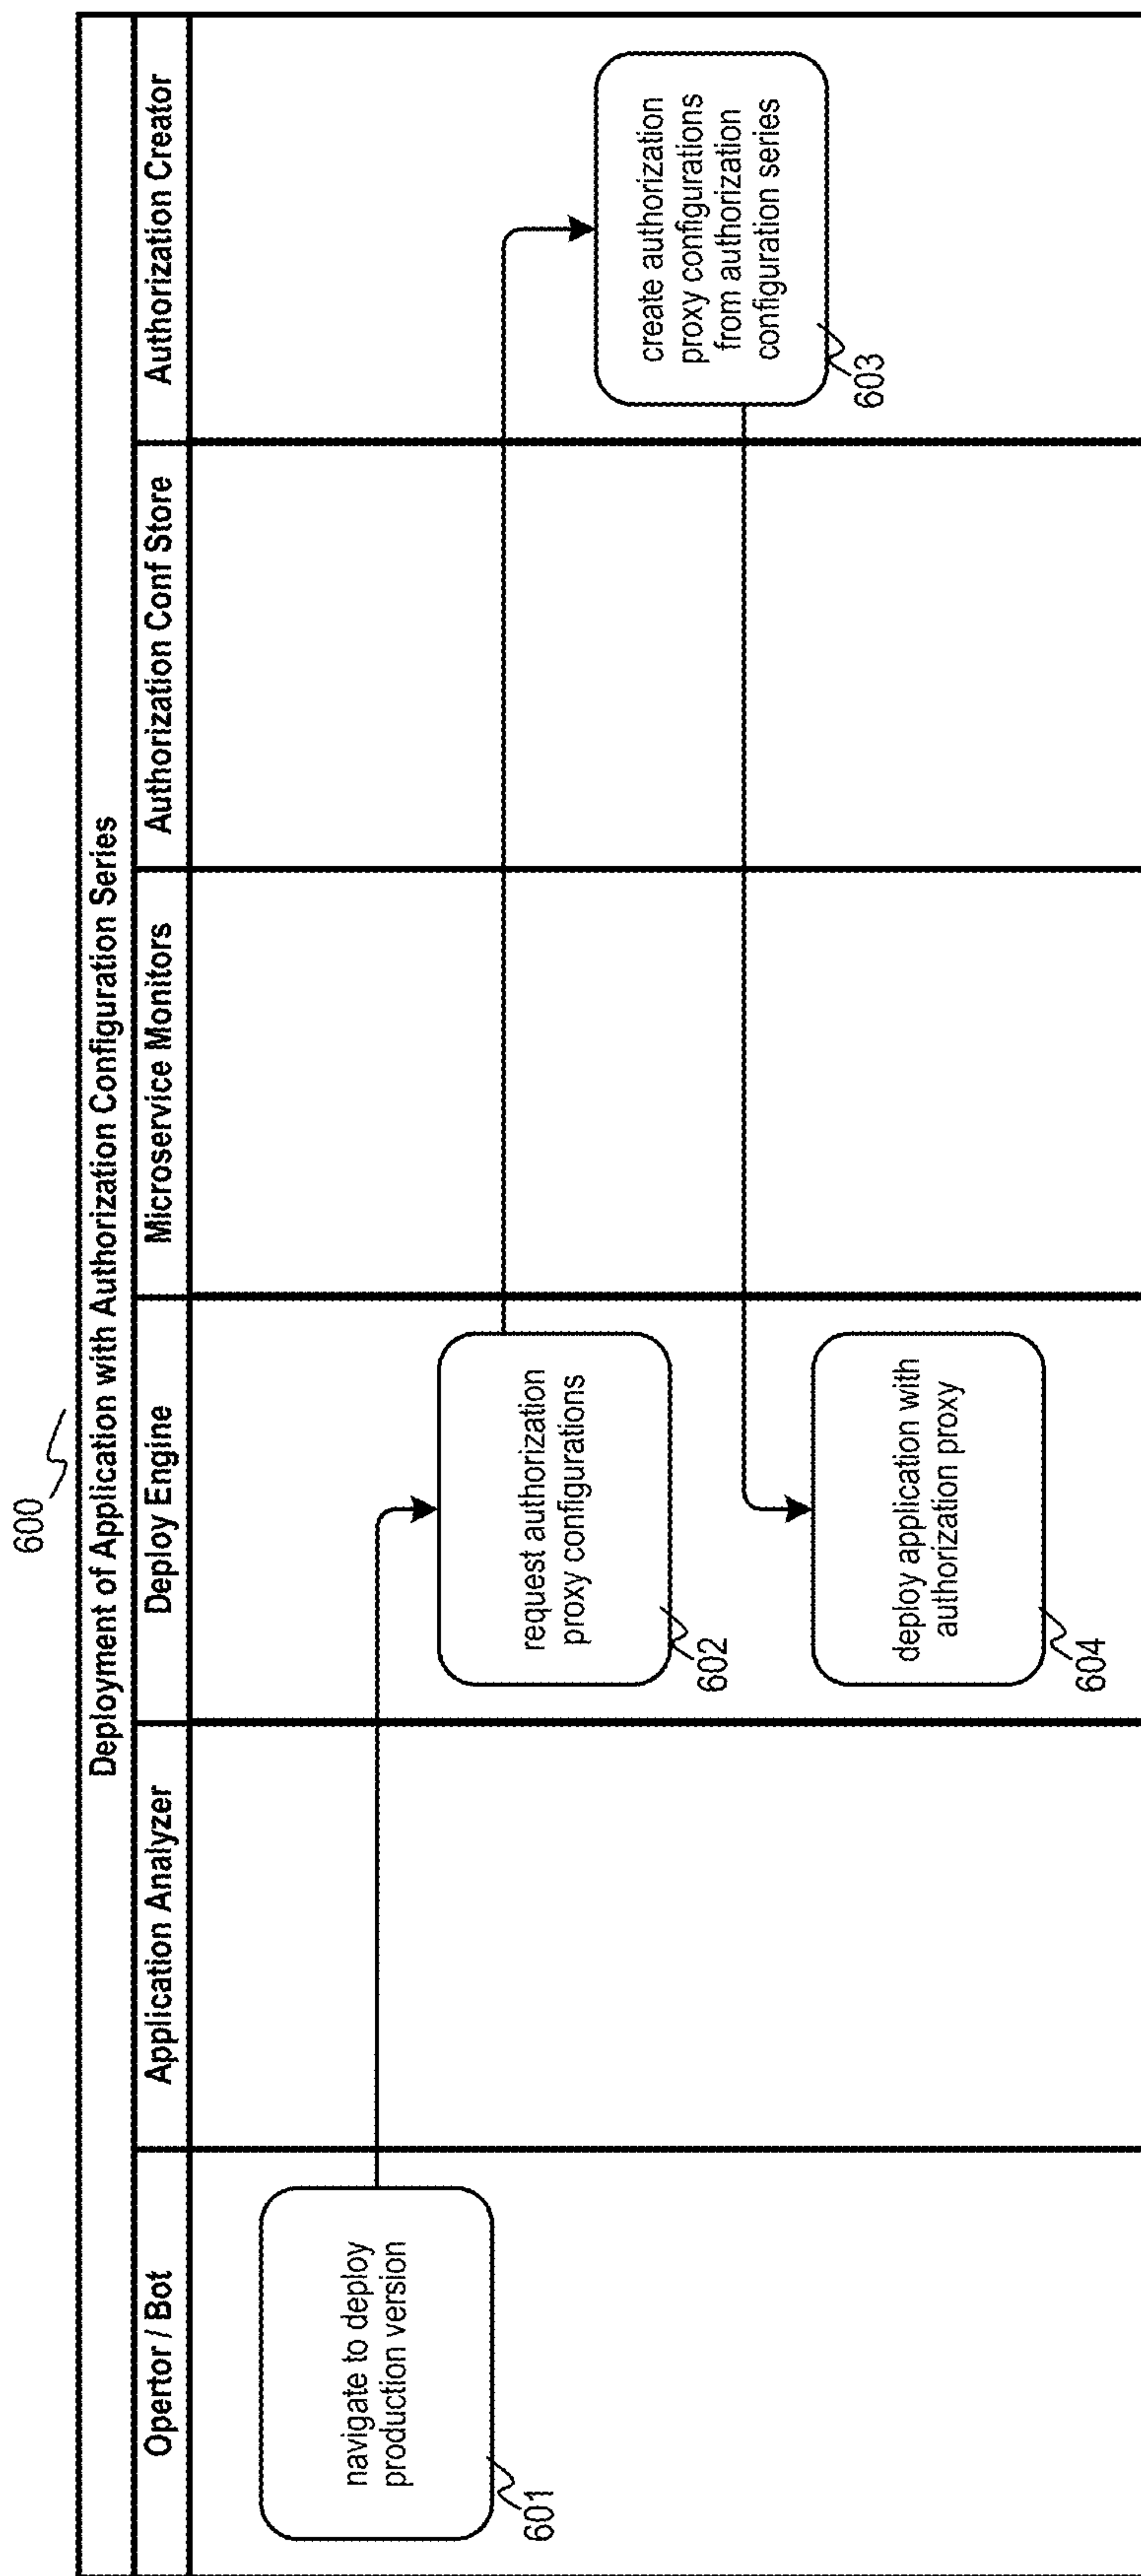 600
Deployment of Application with Authorization Configuration Series
Opertor / Bot
Application Analyzer
Deploy Engine
Microservice Monitors
Authorization Conf Store
Authorization Creator
navigate to deploy
production version
601
request authorization
proxy configurations
602
create authorization
proxy configurations
from authorization
configuration series
603
deploy application with
authorization proxy
604